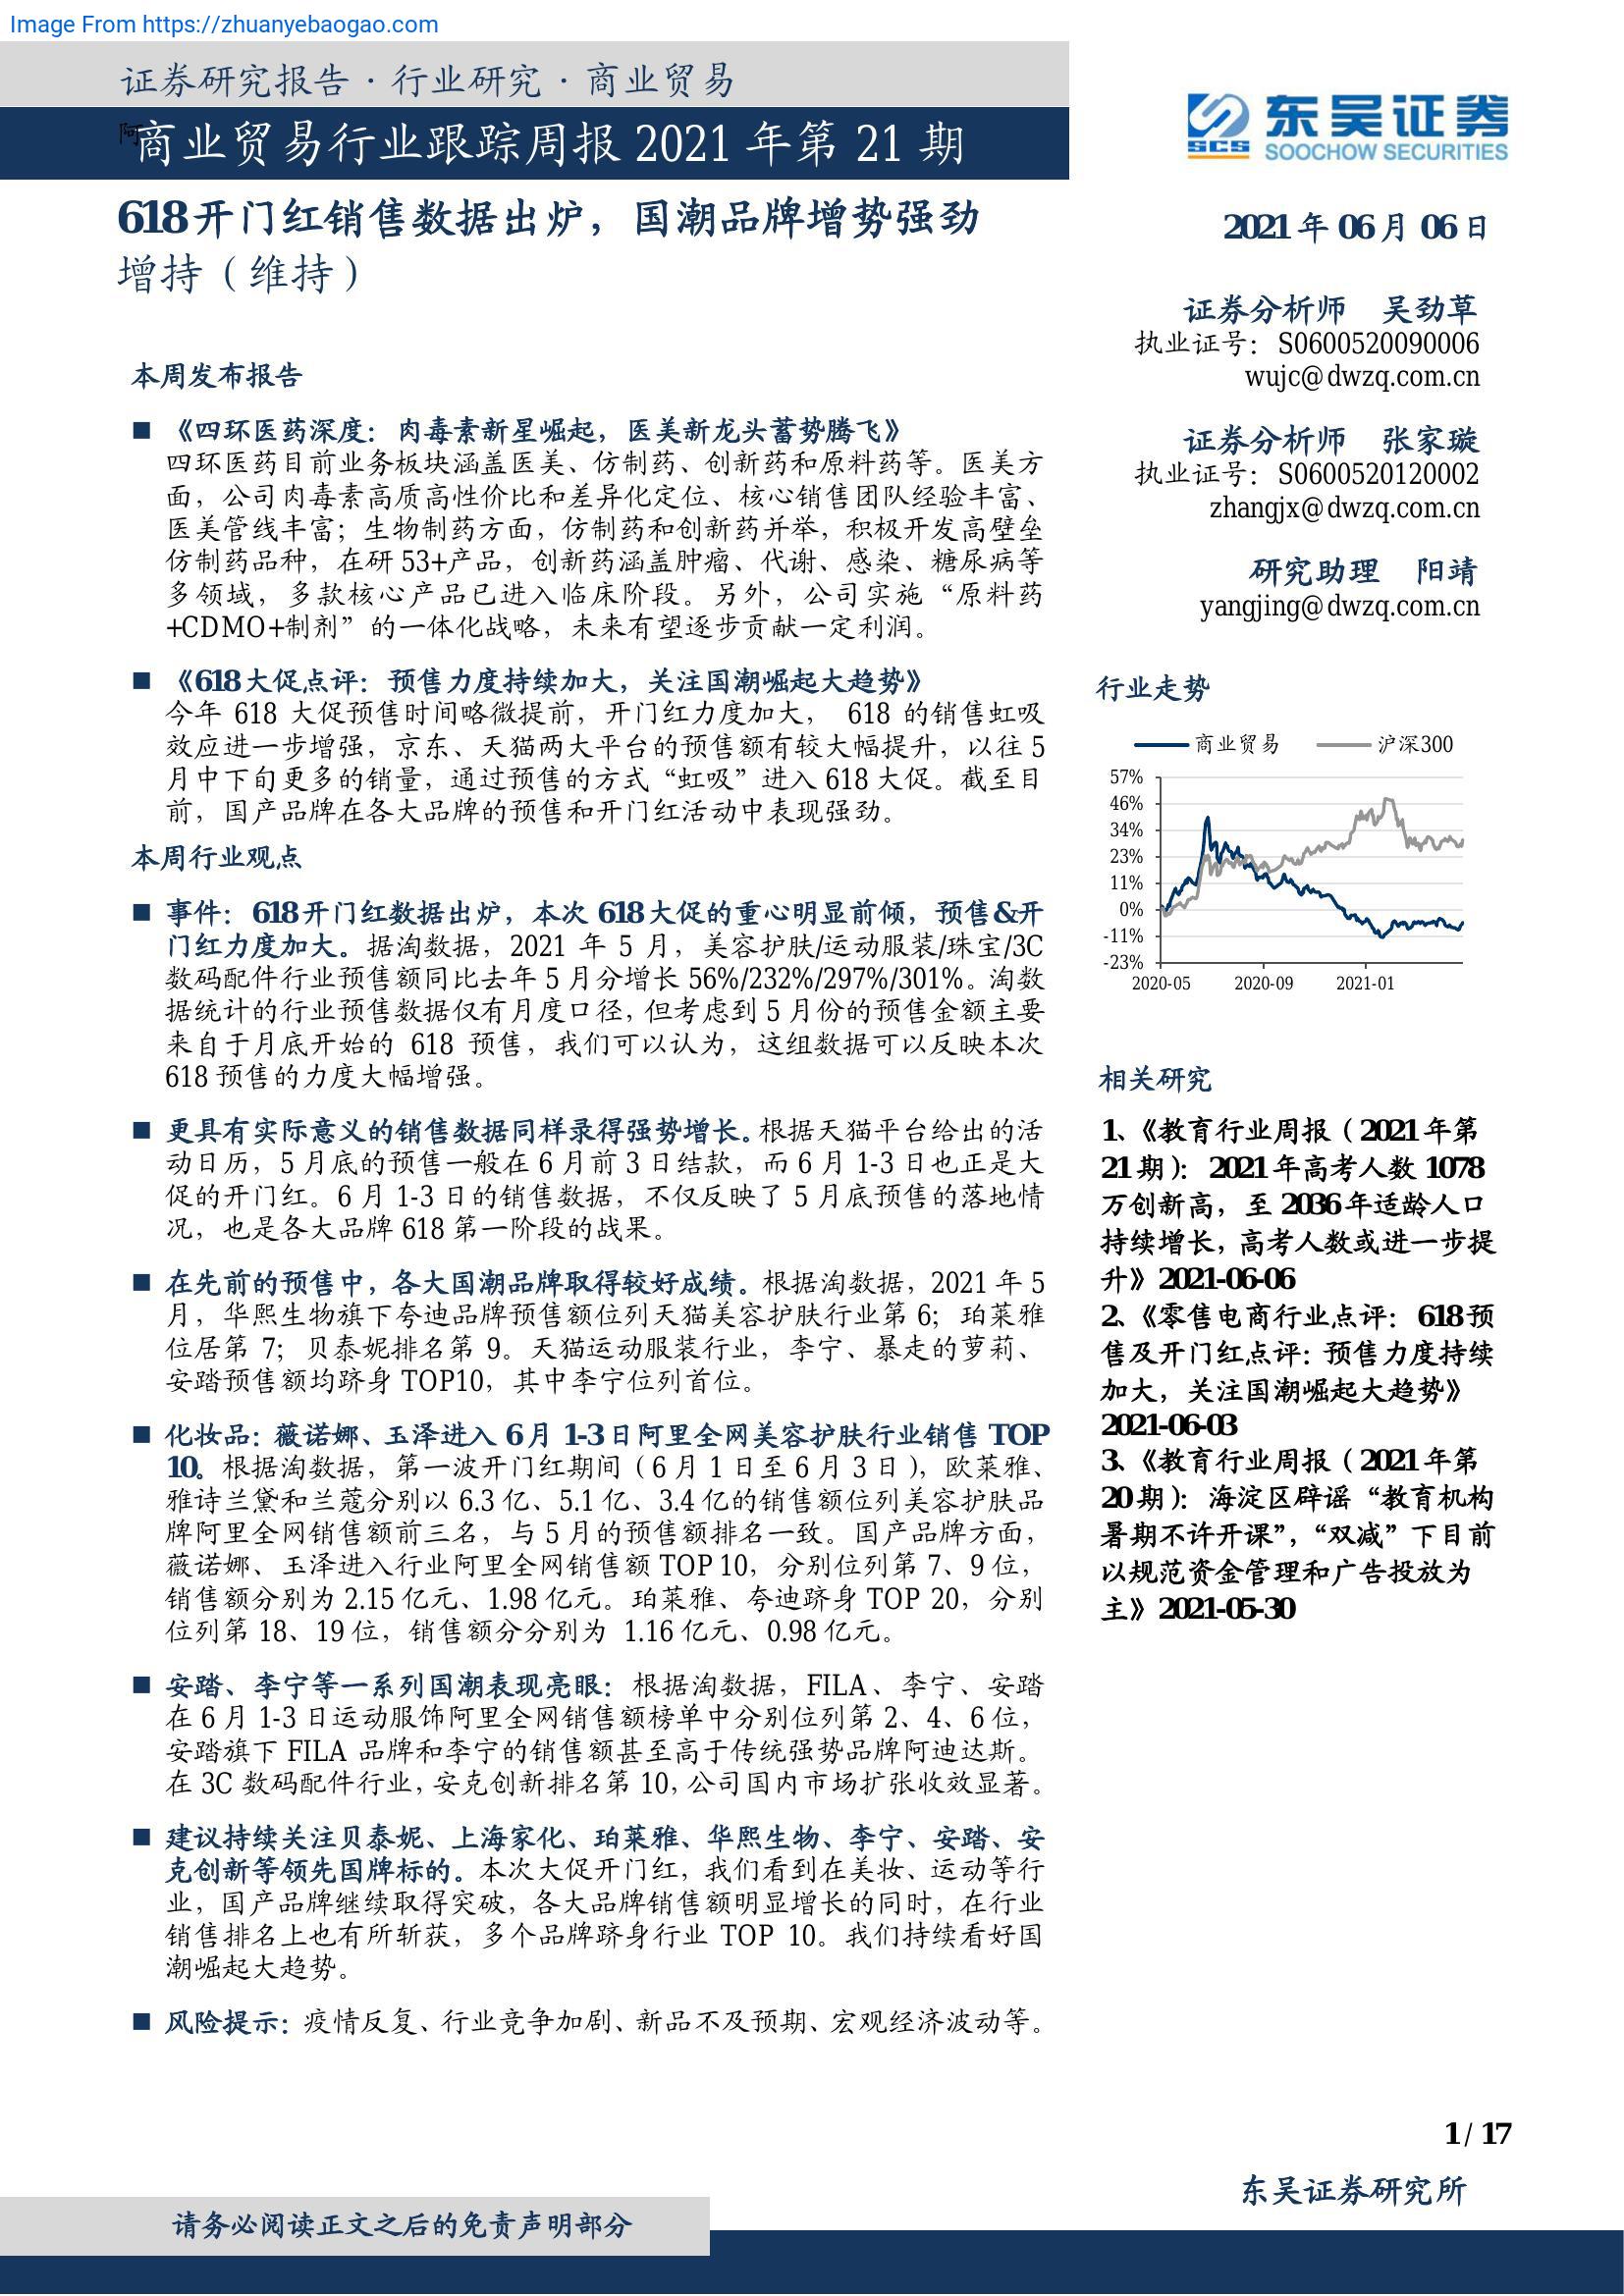 Image From https://zhuanyebaogao.com
证券研究报告·行业研究·商业贸易
阿
商业贸易行业跟踪周报 2021 年第 21 期
东吴证券
SCS
SOOCHOW SECURITIES
618 开门红销售数据出炉，国潮品牌增势强劲
增持（维持）
本周发布报告
■ 《四环医药深度：肉毒素新星崛起，医美新龙头蓄势腾飞》
四环医药目前业务板块涵盖医美、仿制药、创新药和原料药等。医美方
面，公司肉毒素高质高性价比和差异化定位、核心销售团队经验丰富、
医美管线丰富；生物制药方面，仿制药和创新药并举，积极开发高壁垒
仿制药品种，在研 53+产品，创新药涵盖肿瘤、代谢、感染、糖尿病等
多领域，多款核心产品已进入临床阶段。另外，公司实施“原料药
+CDMO+制剂”的一体化战略，未来有望逐步贡献一定利润。
■ 《618 大促点评：预售力度持续加大，关注国潮崛起大趋势》
今年 618 大促预售时间略微提前，开门红力度加大， 618 的销售虹吸
效应进一步增强，京东、天猫两大平台的预售额有较大幅提升，以往 5
月中下旬更多的销量，通过预售的方式“虹吸”进入 618 大促。截至目
前，国产品牌在各大品牌的预售和开门红活动中表现强劲。
本周行业观点
■ 事件：618 开门红数据出炉，本次 618 大促的重心明显前倾，预售&开
门红力度加大。据淘数据，2021 年 5 月，美容护肤/运动服装/珠宝/3C
数码配件行业预售额同比去年 5 月分增长 56%/232%/297%/301%。淘数
据统计的行业预售数据仅有月度口径，但考虑到 5 月份的预售金额主要
来自于月底开始的 618 预售，我们可以认为，这组数据可以反映本次
618 预售的力度大幅增强。
■ 更具有实际意义的销售数据同样录得强势增长。根据天猫平台给出的活
动日历，5 月底的预售一般在 6 月前 3 日结款，而 6 月 1-3 日也正是大
促的开门红。6 月 1-3 日的销售数据，不仅反映了 5 月底预售的落地情
况，也是各大品牌 618 第一阶段的战果。
■ 在先前的预售中，各大国潮品牌取得较好成绩。根据淘数据，2021 年 5
月，华熙生物旗下夸迪品牌预售额位列天猫美容护肤行业第 6；珀莱雅
位居第 7；贝泰妮排名第 9。天猫运动服装行业，李宁、暴走的萝莉、
安踏预售额均跻身 TOP10，其中李宁位列首位。
■ 化妆品：薇诺娜、玉泽进入 6 月 1-3 日阿里全网美容护肤行业销售 TOP
10。根据淘数据，第一波开门红期间（6 月 1 日至 6 月 3 日），欧莱雅、
雅诗兰黛和兰蔻分别以 6.3 亿、5.1 亿、3.4 亿的销售额位列美容护肤品
牌阿里全网销售额前三名，与 5 月的预售额排名一致。国产品牌方面，
薇诺娜、玉泽进入行业阿里全网销售额 TOP 10，分别位列第 7、9 位，
销售额分别为 2.15 亿元、1.98 亿元。珀莱雅、夸迪跻身 TOP 20，分别
位列第 18、19 位，销售额分分别为 1.16 亿元、0.98 亿元。
■ 安踏、李宁等一系列国潮表现亮眼：根据淘数据，FILA、李宁、安踏
在 6 月 1-3 日运动服饰阿里全网销售额榜单中分别位列第 2、4、6 位，
安踏旗下 FILA 品牌和李宁的销售额甚至高于传统强势品牌阿迪达斯。
在 3C 数码配件行业，安克创新排名第 10，公司国内市场扩张收效显著。
■ 建议持续关注贝泰妮、上海家化、珀莱雅、华熙生物、李宁、安踏、安
克创新等领先国牌标的。本次大促开门红，我们看到在美妆、运动等行
业，国产品牌继续取得突破，各大品牌销售额明显增长的同时，在行业
销售排名上也有所斩获，多个品牌跻身行业 TOP 10。我们持续看好国
潮崛起大趋势。
■ 风险提示：疫情反复、行业竞争加剧、新品不及预期、宏观经济波动等。
2021 年 06 月 06 日
证券分析师 吴劲草
执业证号：S0600520090006
wujc@dwzq.com.cn
证券分析师 张家璇
执业证号：S0600520120002
zhangjx@dwzq.com.cn
研究助理 阳靖
yangjing@dwzq.com.cn
行业走势
商业贸易 沪深300
57%
46%
34%
23%
11%
0%
-11%
-23%
2020-05 2020-09 2021-01
相关研究
1、《教育行业周报（2021 年第
21 期）：2021 年高考人数 1078
万创新高，至 2036 年适龄人口
持续增长，高考人数或进一步提
升》2021-06-06
2、《零售电商行业点评：618 预
售及开门红点评：预售力度持续
加大，关注国潮崛起大趋势》
2021-06-03
3、《教育行业周报（2021 年第
20 期）：海淀区辟谣“教育机构
暑期不许开课”，“双减”下目前
以规范资金管理和广告投放为
主》2021-05-30
1 / 17
东吴证券研究所
请务必阅读正文之后的免责声明部分